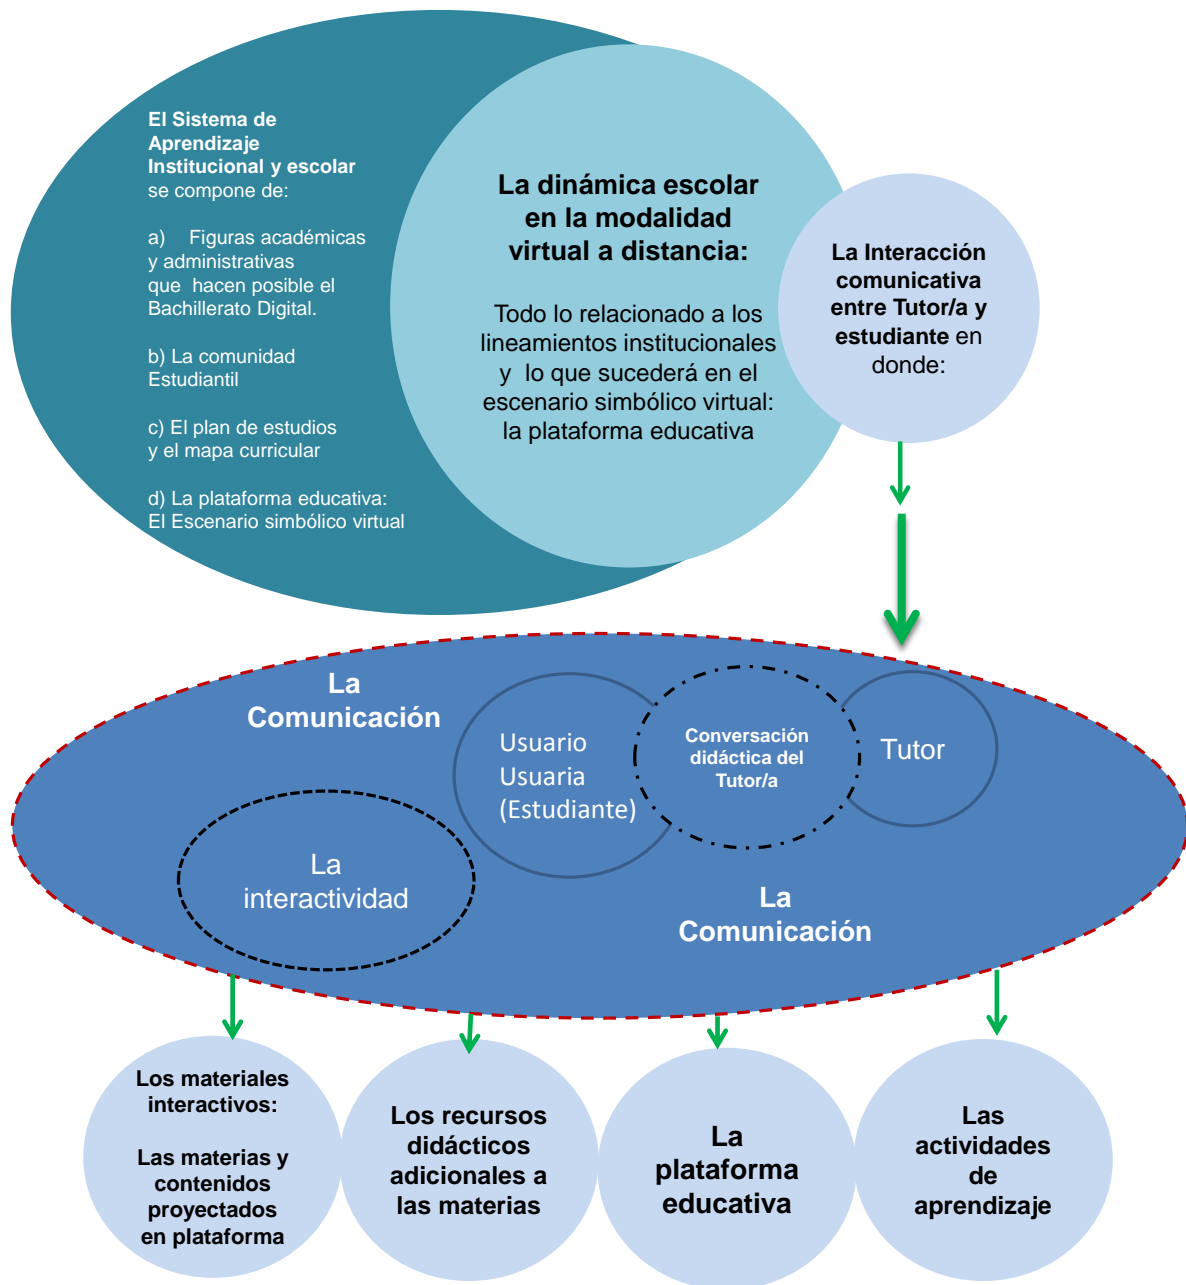 El Sistema de
Aprendizaje
Institucional y escolar
se compone de:
a) Figuras académicas
y administrativas
que hacen posible el
Bachillerato Digital.
b) La comunidad
Estudiantil
c) El plan de estudios
y el mapa curricular
d) La plataforma educativa:
El Escenario simbólico virtual
La dinámica escolar
en la modalidad
virtual a distancia:
Todo lo relacionado a los
lineamientos institucionales
y lo que sucederá en el
escenario simbólico virtual:
la plataforma educativa
La Interacción
comunicativa
entre Tutor/a y
estudiante en
donde:
La
Comunicación
Usuario
Usuaria
(Estudiante)
Conversación
didáctica del
Tutor/a
Tutor
La
interactividad
La
Comunicación
Los materiales
interactivos:
Las materias y
contenidos
proyectados
en plataforma
Los recursos
didácticos
adicionales a
las materias
La
plataforma
educativa
Las
actividades
de
aprendizaje